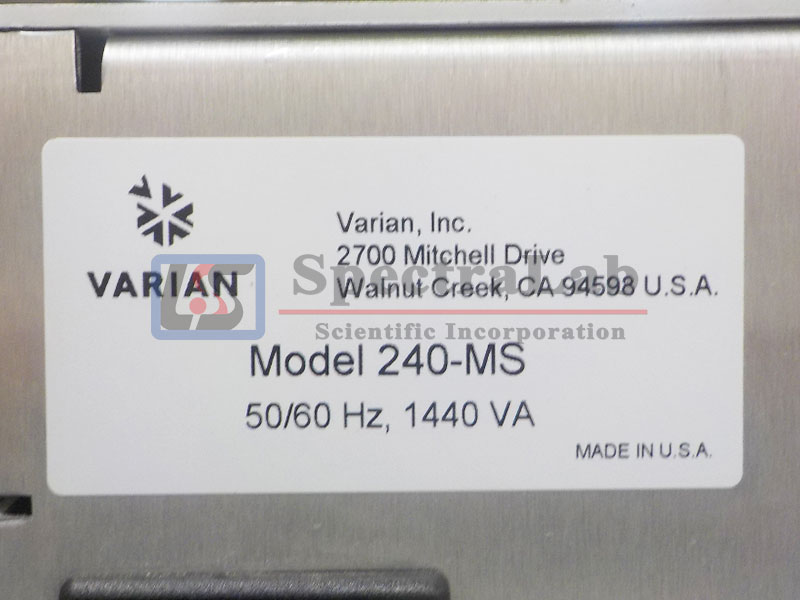 VARIAN
Varian, Inc.
2700 Mitchell Drive
Walnut Creek, CA 94598 U.S.A.
SpectraLab
Scientific Incorporation
Model 240-MS
50/60 Hz, 1440 VA
MADE IN U.S.A.